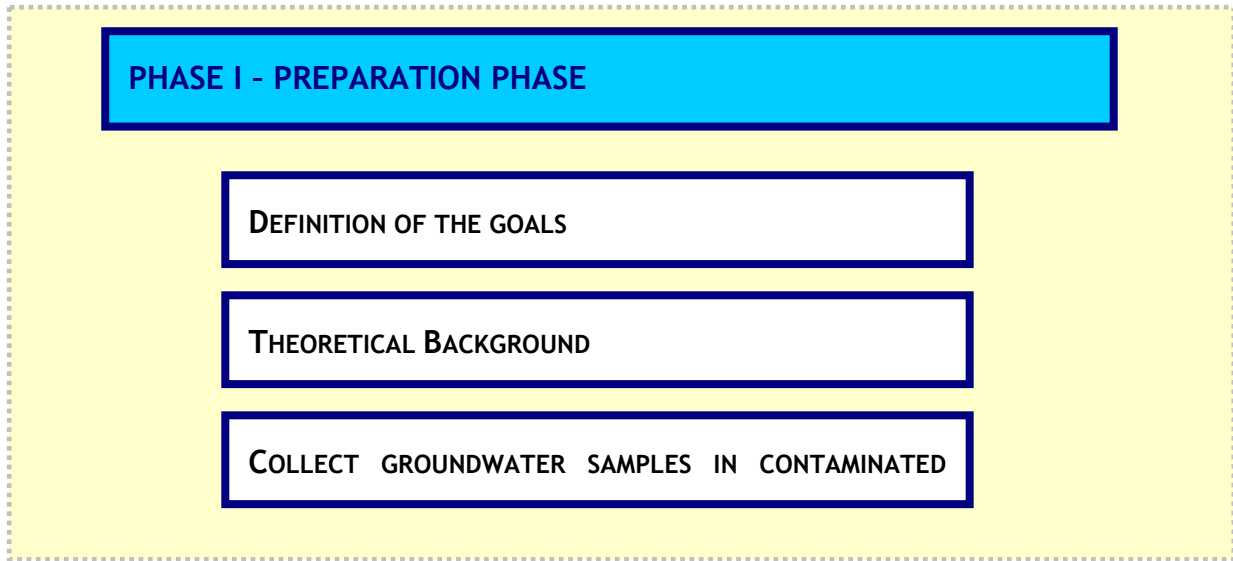 PHASE I – PREPARATION PHASE
DEFINITION OF THE GOALS
THEORETICAL BACKGROUND
COLLECT GROUNDWATER SAMPLES IN CONTAMINATED